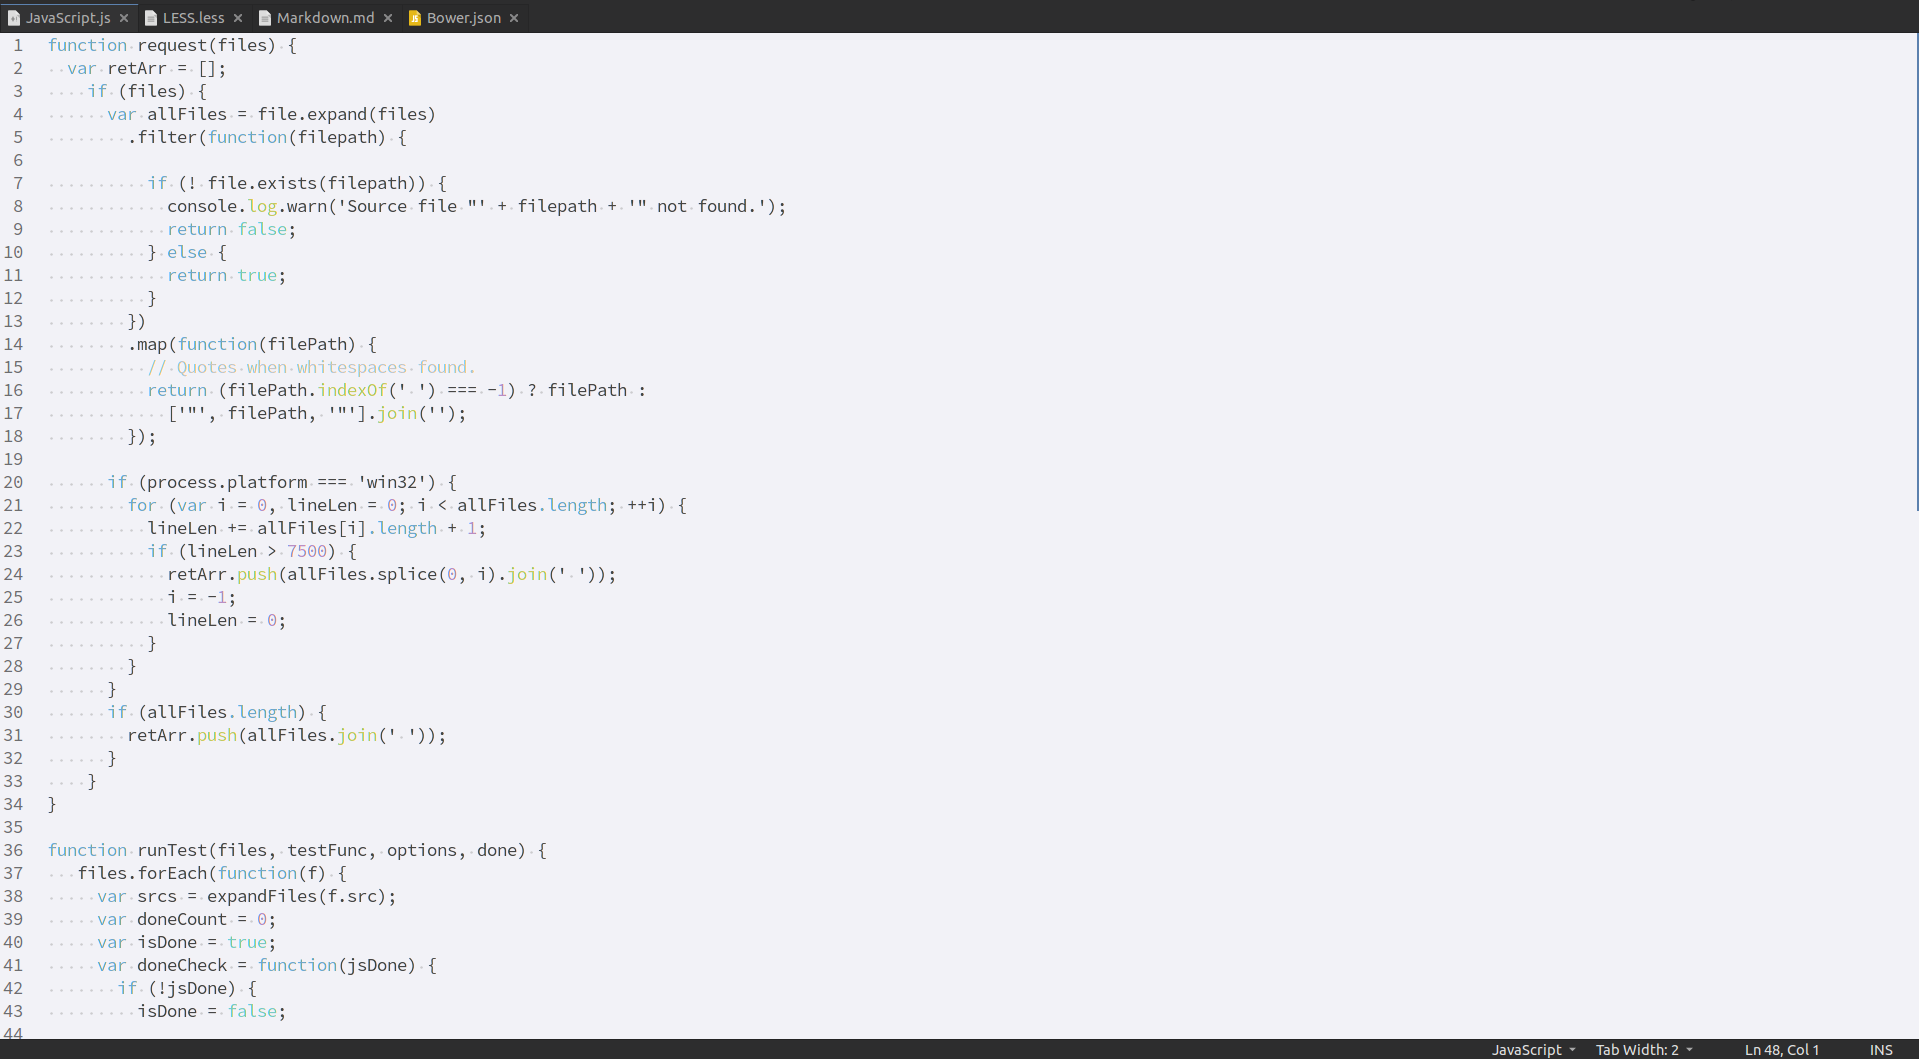 JavaScript.js × LESS.less × Markdown.md × Bower.json ×
1 function request(files) {
2   var retArr = [];
3     if (files) {
4       var allFiles = file.expand(files)
5         .filter(function(filepath) {
6
7           if (! file.exists(filepath)) {
8             console.log.warn('Source file "' + filepath + '" not found.');
9             return false;
10           } else {
11             return true;
12           }
13         })
14         .map(function(filePath) {
15           // Quotes when whitespaces found.
16           return (filePath.indexOf(' ') === -1) ? filePath :
17             ['"', filePath, '"'].join('');
18         });
19
20       if (process.platform === 'win32') {
21         for (var i = 0, lineLen = 0; i < allFiles.length; ++i) {
22           lineLen += allFiles[i].length + 1;
23           if (lineLen > 7500) {
24             retArr.push(allFiles.splice(0, i).join(' '));
25             i = -1;
26             lineLen = 0;
27           }
28         }
29       }
30       if (allFiles.length) {
31         retArr.push(allFiles.join(' '));
32       }
33     }
34 }
35
36 function runTest(files, testFunc, options, done) {
37    files.forEach(function(f) {
38      var srcs = expandFiles(f.src);
39      var doneCount = 0;
40      var isDone = true;
41      var doneCheck = function(jsDone) {
42        if (!jsDone) {
43          isDone = false;
44
JavaScript Tab Width: 2 Ln 48, Col 1 INS